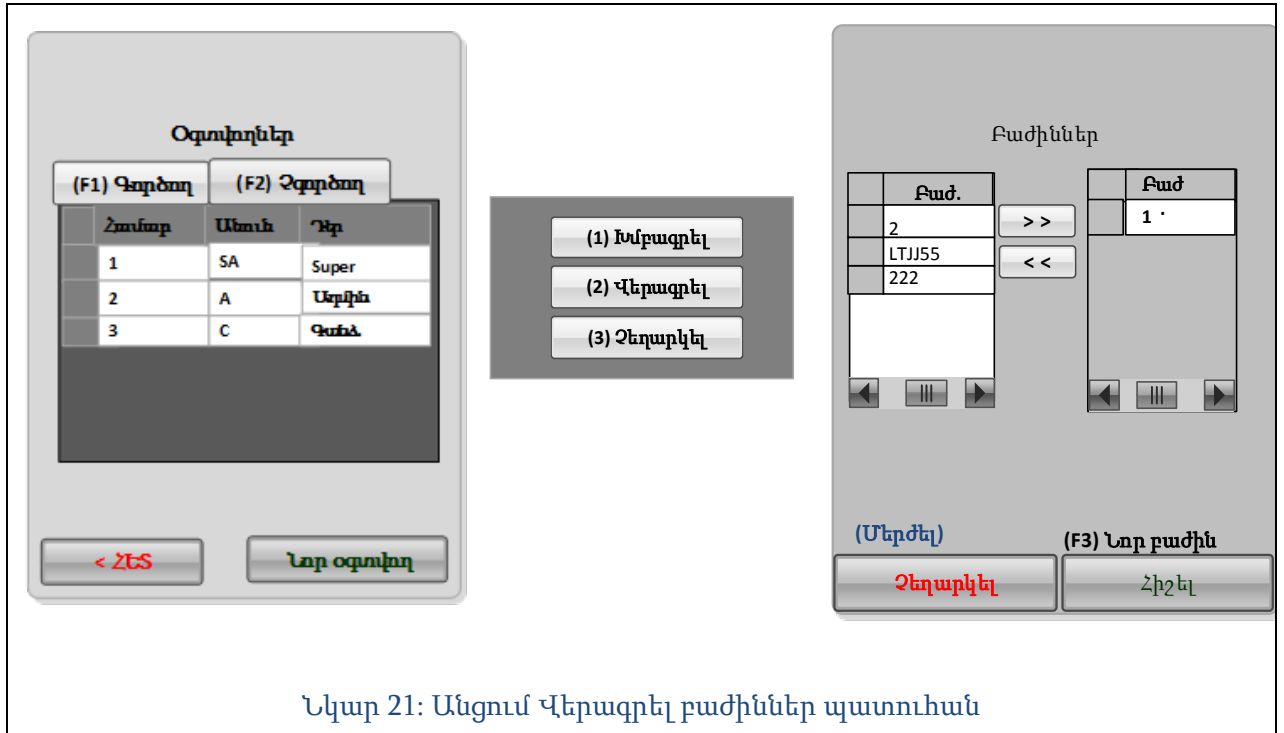 Օգտվողներ
(F1) Գործող (F2) Չգործող
Համար Անուն Դեր
1 SA Super
2 A Ադմին
3 C Գանձ.
< ՀԵՏ Նոր օգտվող
(1) Խմբագրել
(2) Վերագրել
(3) Չեղարկել
Բաժիններ
Բաժ. Բաժ
2 >> 1
LTJJ55 <<
222
(Մերժել) (F3) Նոր բաժին
Չեղարկել Հիշել
Նկար 21: Անցում Վերագրել բաժիններ պատուհան